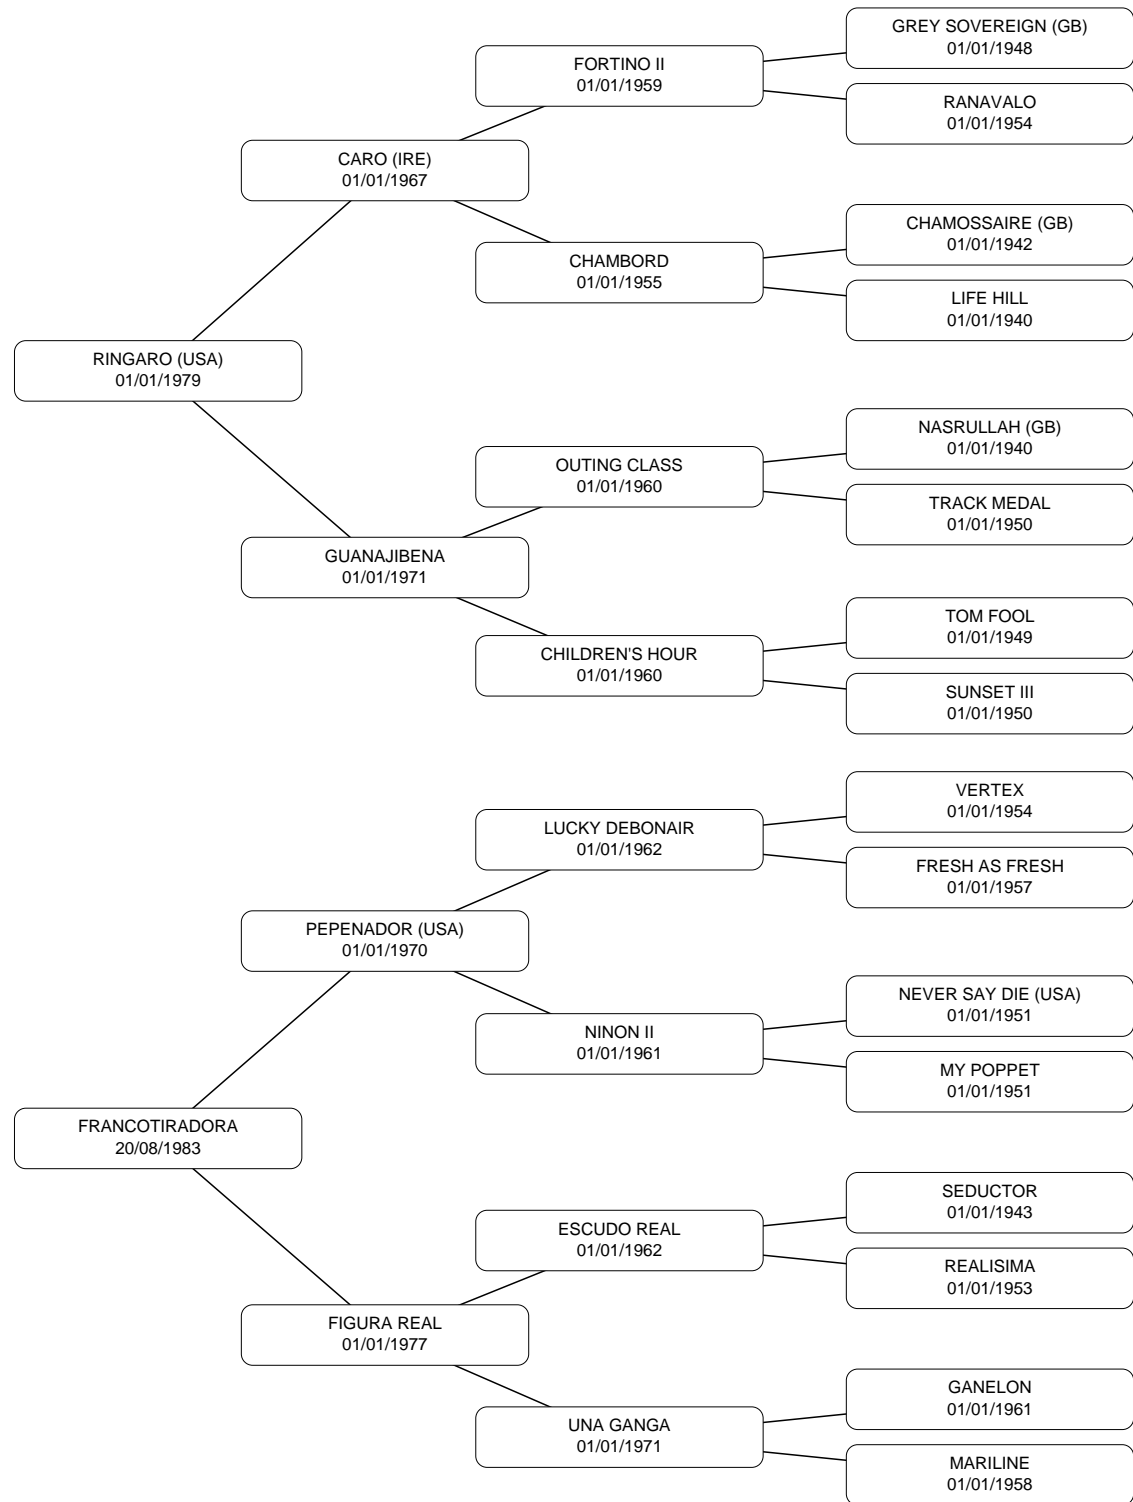 GREY SOVEREIGN (GB)
01/01/1948
FORTINO II
01/01/1959
RANAVALO
01/01/1954
CARO (IRE)
01/01/1967
CHAMOSSAIRE (GB)
01/01/1942
CHAMBORD
01/01/1955
LIFE HILL
01/01/1940
RINGARO (USA)
01/01/1979
NASRULLAH (GB)
01/01/1940
OUTING CLASS
01/01/1960
TRACK MEDAL
01/01/1950
GUANAJIBENA
01/01/1971
TOM FOOL
01/01/1949
CHILDREN'S HOUR
01/01/1960
SUNSET III
01/01/1950
VERTEX
01/01/1954
LUCKY DEBONAIR
01/01/1962
FRESH AS FRESH
01/01/1957
PEPENADOR (USA)
01/01/1970
NEVER SAY DIE (USA)
01/01/1951
NINON II
01/01/1961
MY POPPET
01/01/1951
FRANCOTIRADORA
20/08/1983
SEDUCTOR
01/01/1943
ESCUDO REAL
01/01/1962
REALISIMA
01/01/1953
FIGURA REAL
01/01/1977
GANELON
01/01/1961
UNA GANGA
01/01/1971
MARILINE
01/01/1958